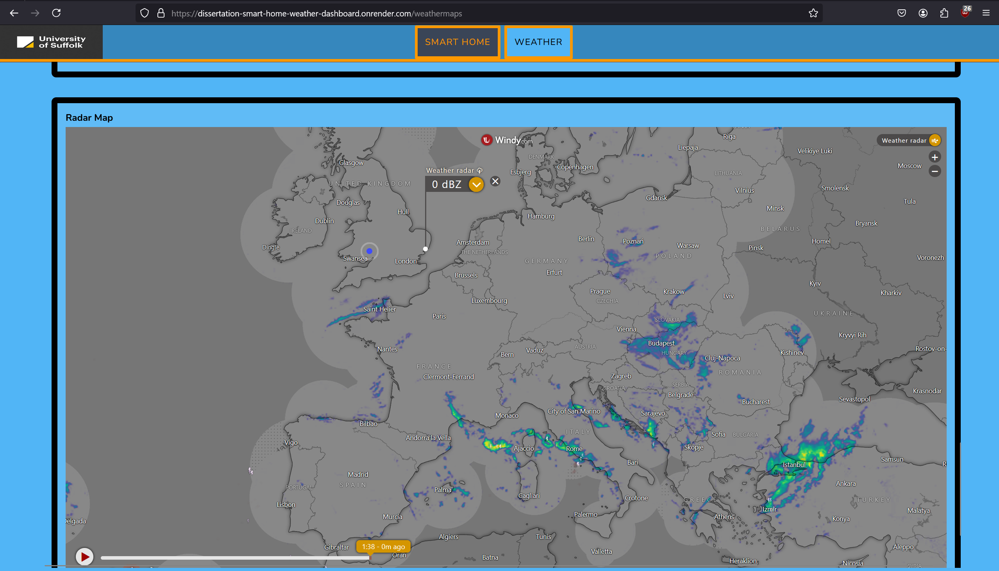 26
https://dissertation-smart-home-weather-dashboard.onrender.com/weathermaps
University
of Suffolk
SMART HOME
WEATHER
Radar Map
Windy.com
Weather radar
Weather radar
0 dBZ
Riga
Liepaja
Velikiye Luki
Glasgow
DENMARK
Copenhagen
Esbjerg
Moscow
LITHUANIA
UNITED KINGDOM
Smolensk
Vilnius
Gdansk
Douglas
Tula
Hull
Minsk
Hamburg
Dublin
Bryansk
IRELAND
BELARUS
Berlin
Poznań
Homel
Amsterdam
Warsaw
Dingle
Pinsk
THE NETHERLANDS
POLAND
Swansea
London
GERMANY
Voronezh
Erfurt
Brussels
Kyiv
Prague
Krakow
Kharkiv
Lviv
Luxembourg
CZECHIA
Saint Helier
UKRAINE
Paris
SLOVAKIA
Vienna
Kryvyi Rih
Budapest
AUSTRIA
Nantes
Vaduz
Rostov-on-
HUNGARY
Kishinev
Bern
Cluj-Napoca
FRANCE
ROMANIA
Clermont-Ferrand
Zagreb
SERBIA
CROATIA
Krasnodar
Belgrade
Sevastopol
Bucharest
City of San Marino
Sarajevo
Monaco
Bilbao
ITALY
Sofia
BULGARIA
Andorra la Vella
Vigo
Ajaccio
Rome
Skopje
Samsun
Bari
Istanbul
R
Madrid
Ankara
SPAIN
PORTUGAL
Palma
Cagliari
Crotone
GREECE
TURKEY
Lisbon
Izmir
Malatya
Palermo
Murcia
Athens
Konya
Delgada
Algiers
Tunis
1:38 - 0m ago
Gibraltar
Aleppo
Valletta
Oran
Batna
Heraklion
Nicosia